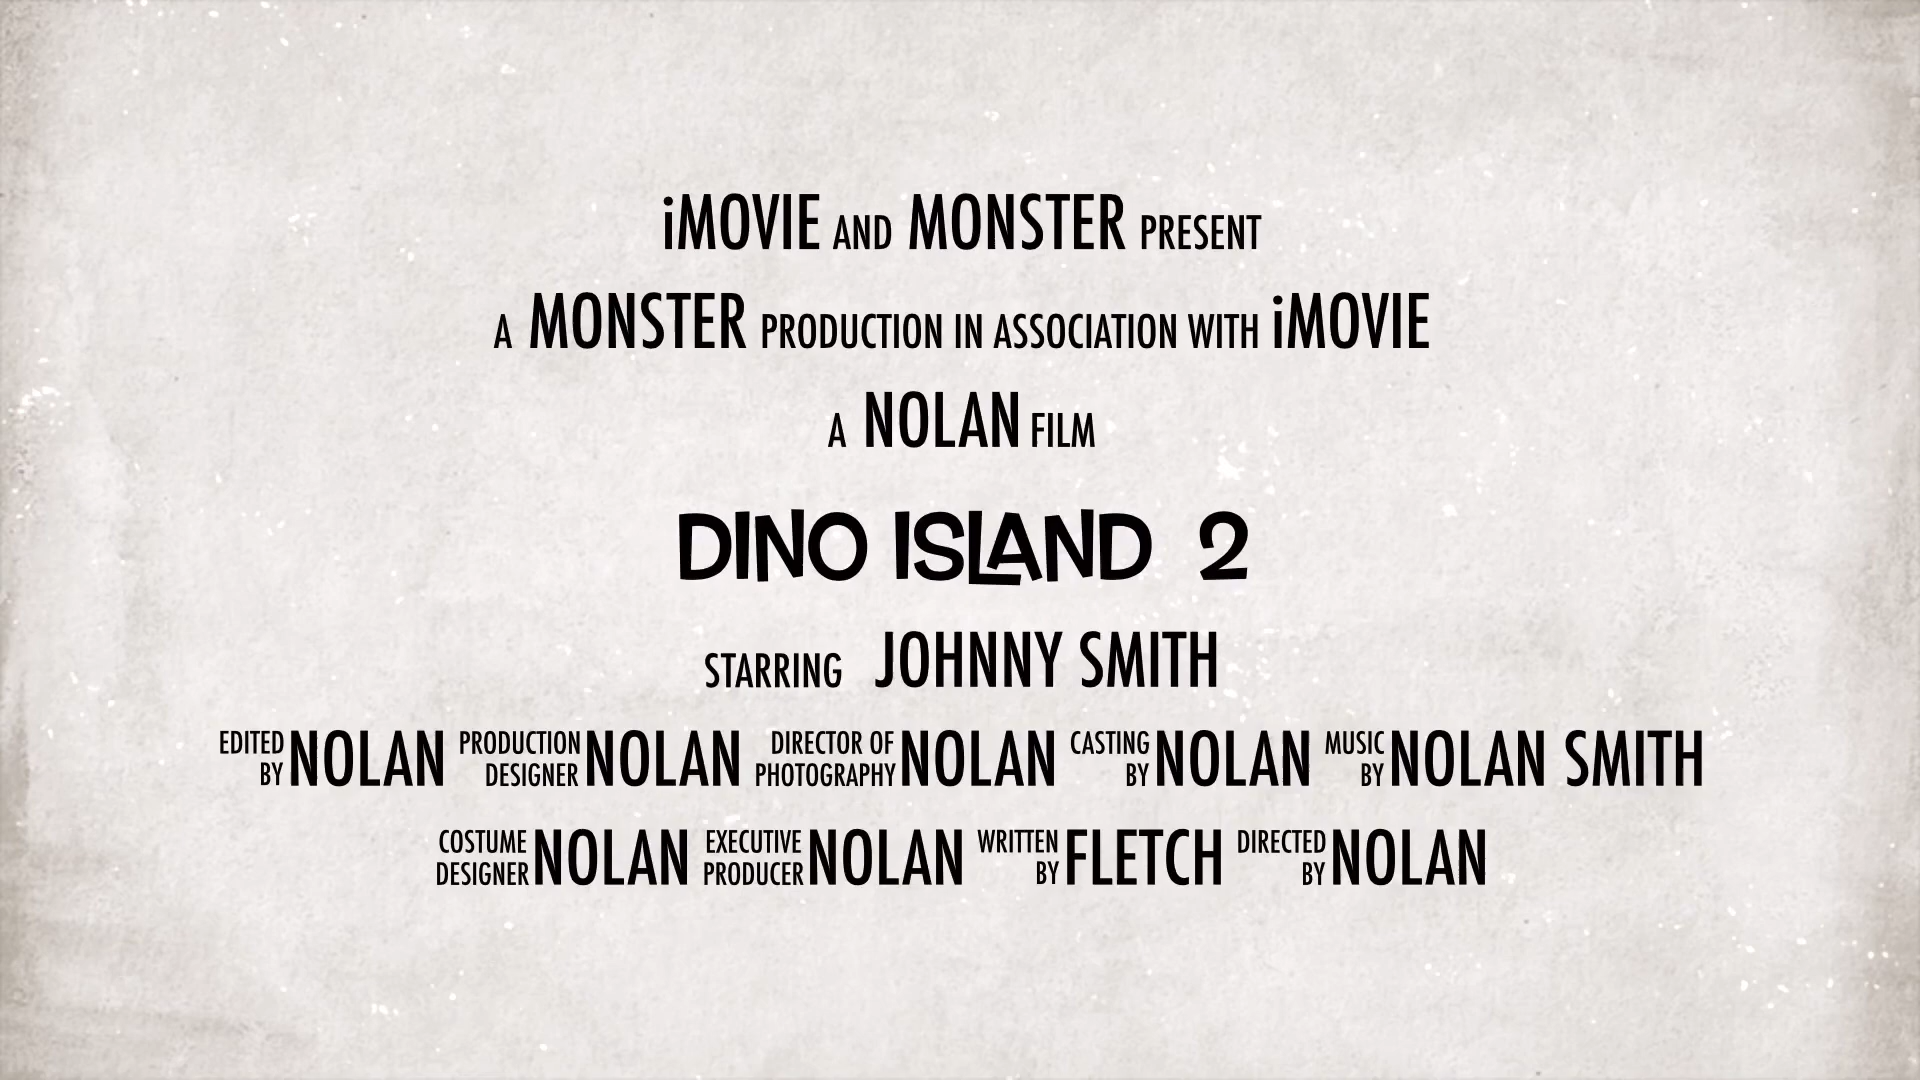 iMOVIE AND MONSTER PRESENT
A MONSTER PRODUCTION IN ASSOCIATION WITH iMOVIE
A NOLAN FILM
DINO ISLAND 2
STARRING JOHNNY SMITH
EDITED BY NOLAN PRODUCTION DESIGNER NOLAN DIRECTOR OF PHOTOGRAPHY NOLAN CASTING BY NOLAN MUSIC BY NOLAN SMITH
COSTUME DESIGNER NOLAN EXECUTIVE PRODUCER NOLAN WRITTEN BY FLETCH DIRECTED BY NOLAN